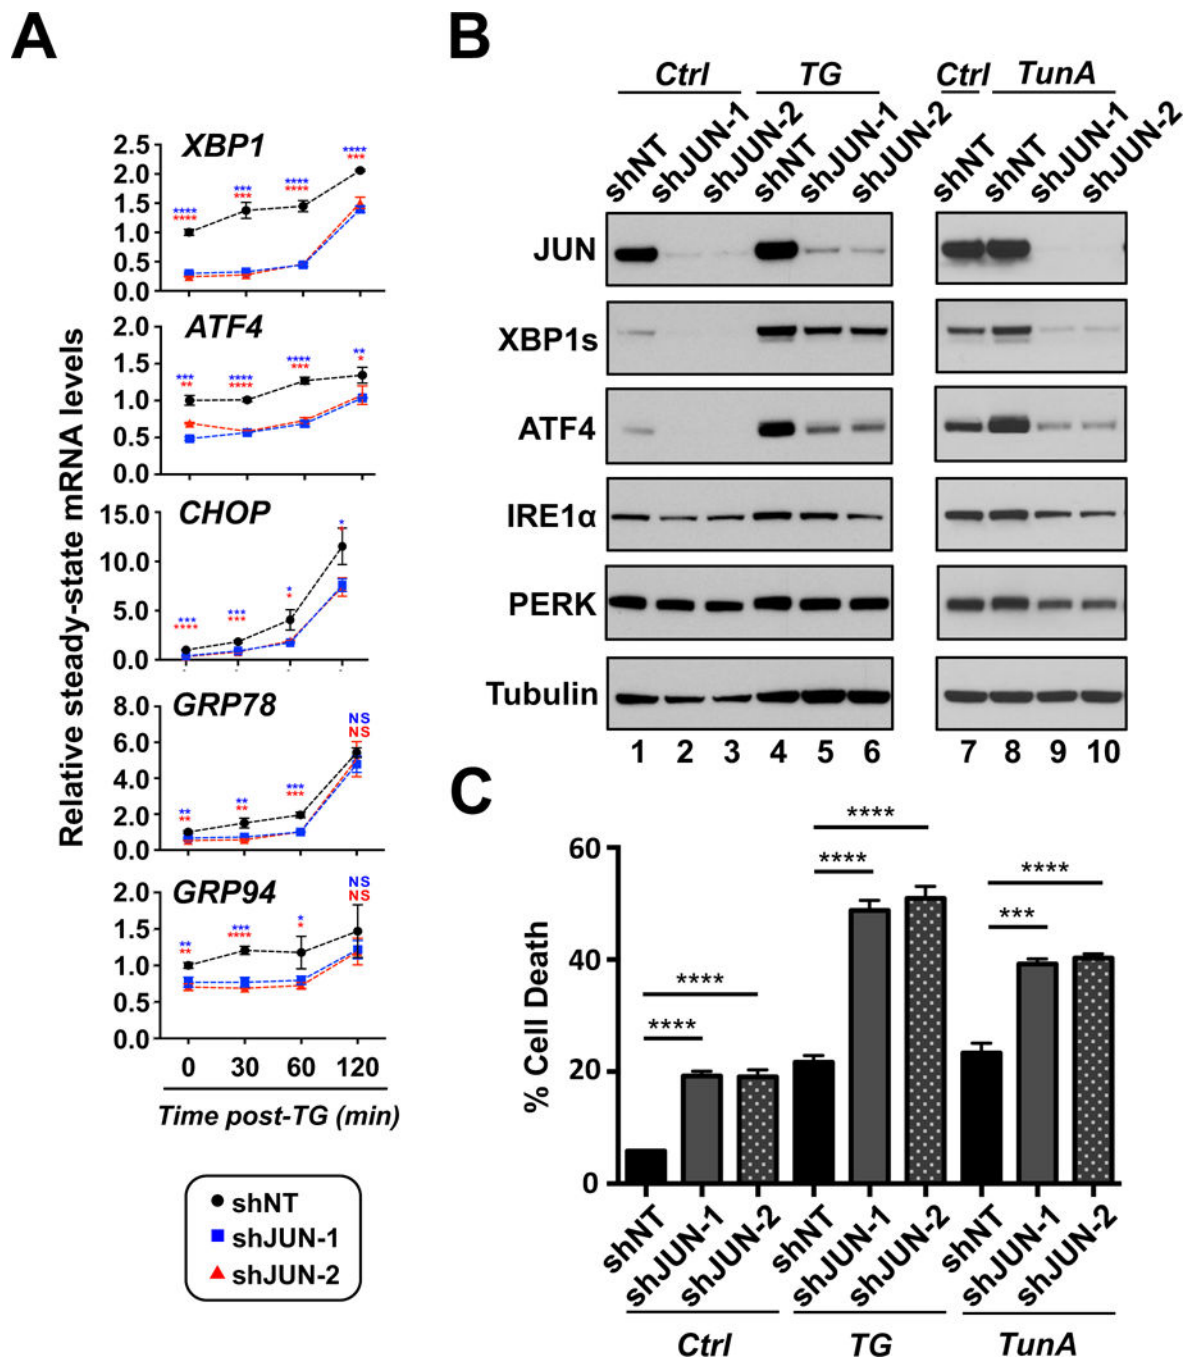 A
Relative steady-state mRNA levels
XBP1
2.5
2.0
1.5
1.0
0.5
0.0
****
****
***
***
****
****
****
***
ATF4
2.0
1.5
1.0
0.5
0.0
***
**
****
****
****
***
**
*
CHOP
15.0
10.0
5.0
0.0
***
****
***
***
*
*
*
GRP78
8.0
6.0
4.0
2.0
0.0
**
**
**
**
***
***
NS
NS
GRP94
2.0
1.5
1.0
0.5
0.0
**
**
***
****
*
*
NS
NS
0 30 60 120
Time post-TG (min)
shNT
shJUN-1
shJUN-2
B
Ctrl TG Ctrl TunA
shNT shJUN-1 shJUN-2 shNT shJUN-1 shJUN-2 shNT shNT shJUN-1 shJUN-2
JUN
XBP1s
ATF4
IRE1α
PERK
Tubulin
1 2 3 4 5 6 7 8 9 10
C
% Cell Death
60
40
20
0
****
****
****
****
****
***
shNT shJUN-1 shJUN-2 shNT shJUN-1 shJUN-2 shNT shJUN-1 shJUN-2
Ctrl TG TunA